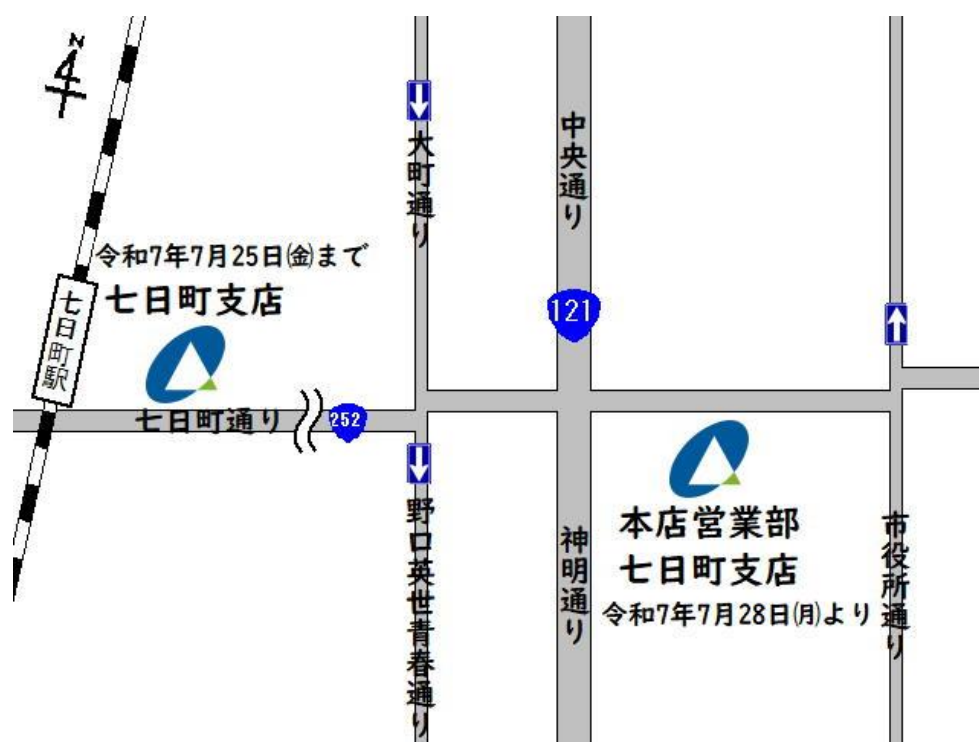 N
大町通り
中央通り
令和7年7月25日㈮まで
七日町支店
七日町駅
121
七日町通り
252
本店営業部
七日町支店
令和7年7月28日㈪より
野口英世青春通り
神明通り
市役所通り